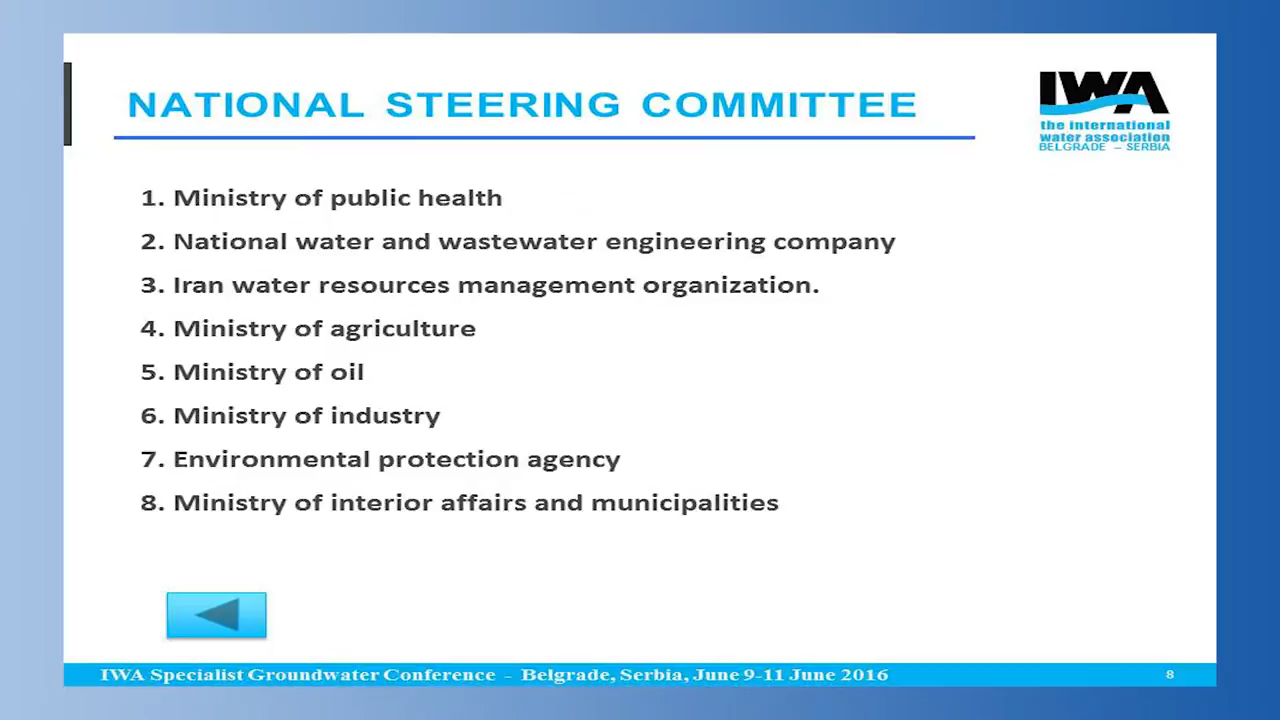 NATIONAL STEERING COMMITTEE
IWA
the international
water association
BELGRADE – SERBIA
1. Ministry of public health
2. National water and wastewater engineering company
3. Iran water resources management organization.
4. Ministry of agriculture
5. Ministry of oil
6. Ministry of industry
7. Environmental protection agency
8. Ministry of interior affairs and municipalities
IWA Specialist Groundwater Conference - Belgrade, Serbia, June 9-11 June 2016
8